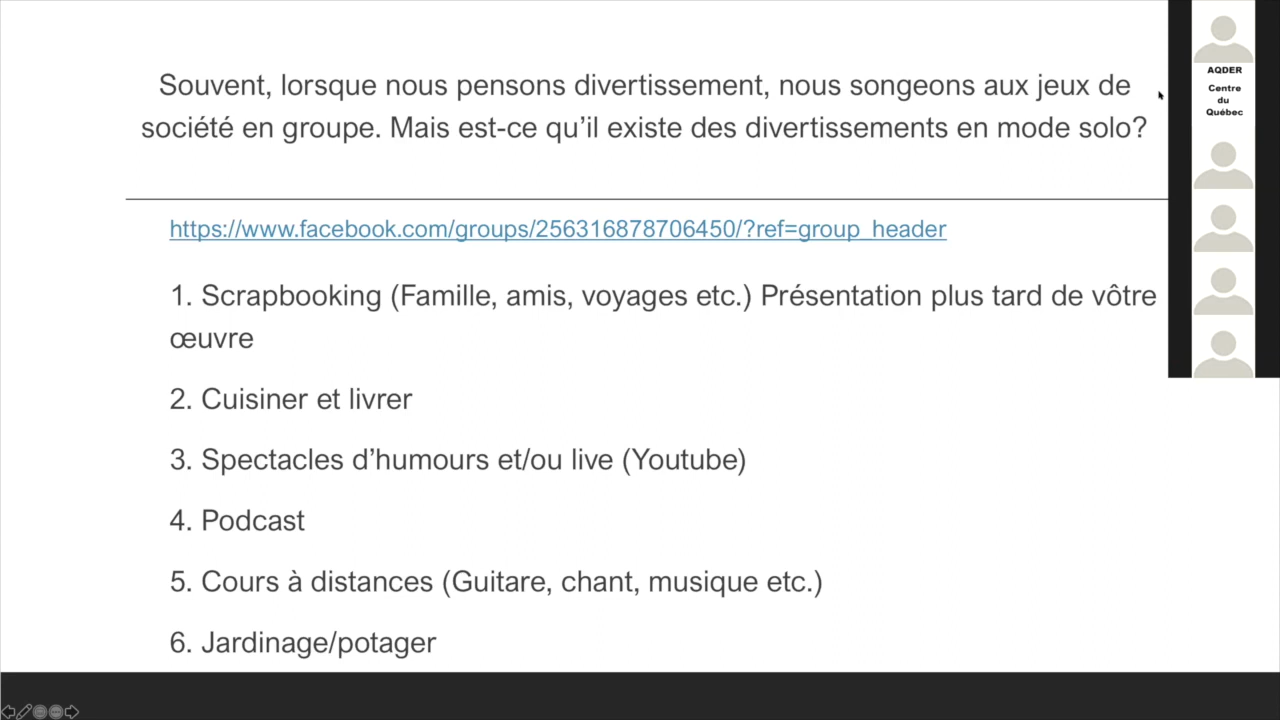 Souvent, lorsque nous pensons divertissement, nous songeons aux jeux de
société en groupe. Mais est-ce qu’il existe des divertissements en mode solo?
https://www.facebook.com/groups/256316878706450/?ref=group_header
1. Scrapbooking (Famille, amis, voyages etc.) Présentation plus tard de vôtre
œuvre
2. Cuisiner et livrer
3. Spectacles d’humours et/ou live (Youtube)
4. Podcast
5. Cours à distances (Guitare, chant, musique etc.)
6. Jardinage/potager
AQDER
Centre
du
Québec